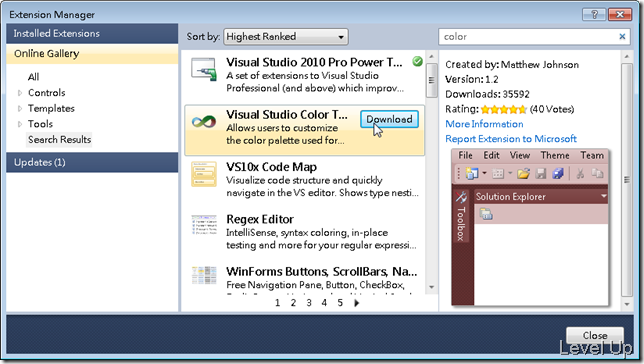 Extension Manager
Installed Extensions
Online Gallery
All
Controls
Templates
Tools
Search Results
Updates (1)
Sort by: Highest Ranked
Visual Studio 2010 Pro Power T...
A set of extensions to Visual Studio
Professional (and above) which improv...
Visual Studio Color T...
Download
Allows users to customize
the color palette used for...
VS10x Code Map
Visualize code structure and quickly
navigate in the VS editor. Shows type nesti...
Regex Editor
IntelliSense, syntax coloring, in-place
testing and more for your regular expressi...
WinForms Buttons, ScrollBars, Na...
Free Navigation Pane, Button, CheckBox,
1 2 3 4 5
color
Created by: Matthew Johnson
Version: 1.2
Downloads: 35592
Rating: (40 Votes)
More Information
Report Extension to Microsoft
File Edit View Theme Team
Solution Explorer
Toolbox
Close
Level Up